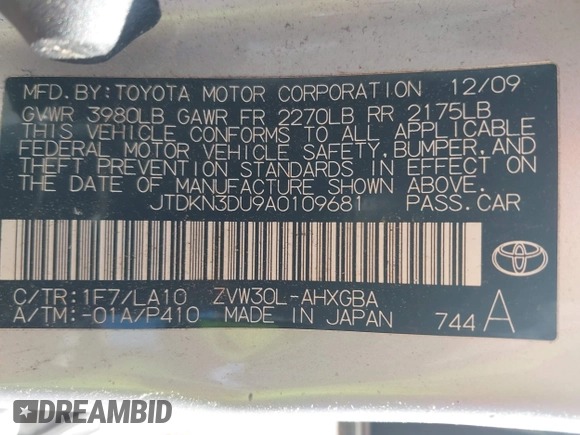 MFD. BY: TOYOTA MOTOR CORPORATION 12/09
GVWR 3980LB GAWR FR 2270LB RR 2175LB
THIS VEHICLE CONFORMS TO ALL APPLICABLE
FEDERAL MOTOR VEHICLE SAFETY, BUMPER, AND
THEFT PREVENTION STANDARDS IN EFFECT ON
THE DATE OF MANUFACTURE SHOWN ABOVE.
JTDKN3DU9A0109681 PASS. CAR
C/TR: 1F7/LA10 ZVW30L-AHXGBA
A/TM: -01A/P410 MADE IN JAPAN 744 A
DREAMBID